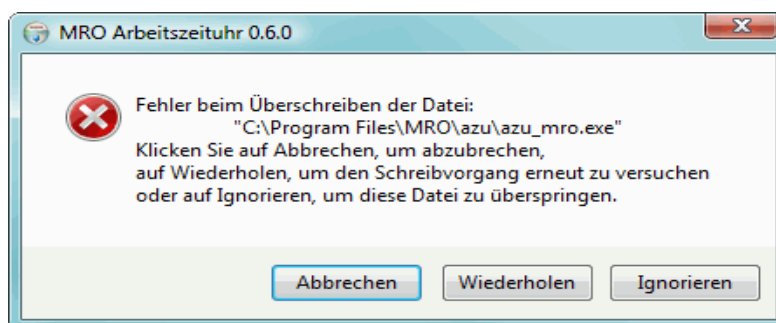 MRO Arbeitszeituhr 0.6.0
Fehler beim Überschreiben der Datei:
"C:\Program Files\MRO\azu\azu_mro.exe"
Klicken Sie auf Abbrechen, um abzubrechen,
auf Wiederholen, um den Schreibvorgang erneut zu versuchen
oder auf Ignorieren, um diese Datei zu überspringen.
Abbrechen Wiederholen Ignorieren